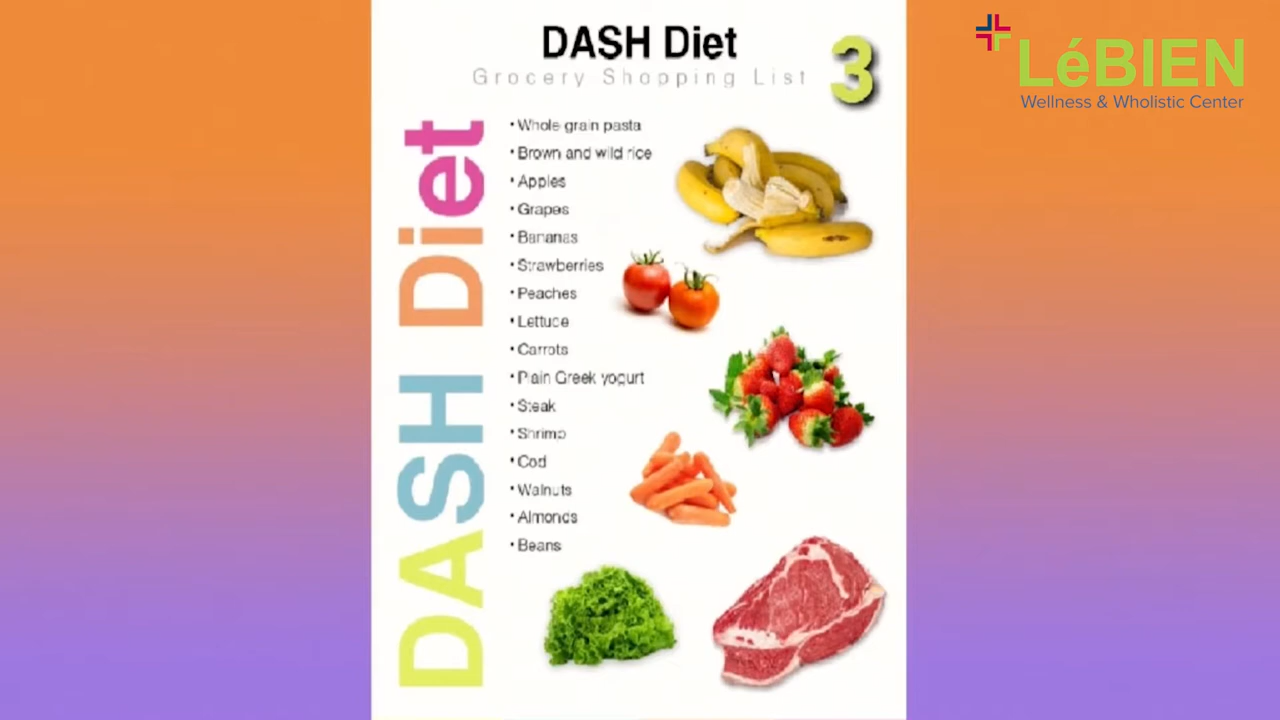 DASH Diet
Grocery Shopping List
3
LéBIEN
Wellness & Wholistic Center
DASH Diet
• Whole grain pasta
• Brown and wild rice
• Apples
• Grapes
• Bananas
• Strawberries
• Peaches
• Lettuce
• Carrots
• Plain Greek yogurt
• Steak
• Shrimp
• Cod
• Walnuts
• Almonds
• Beans